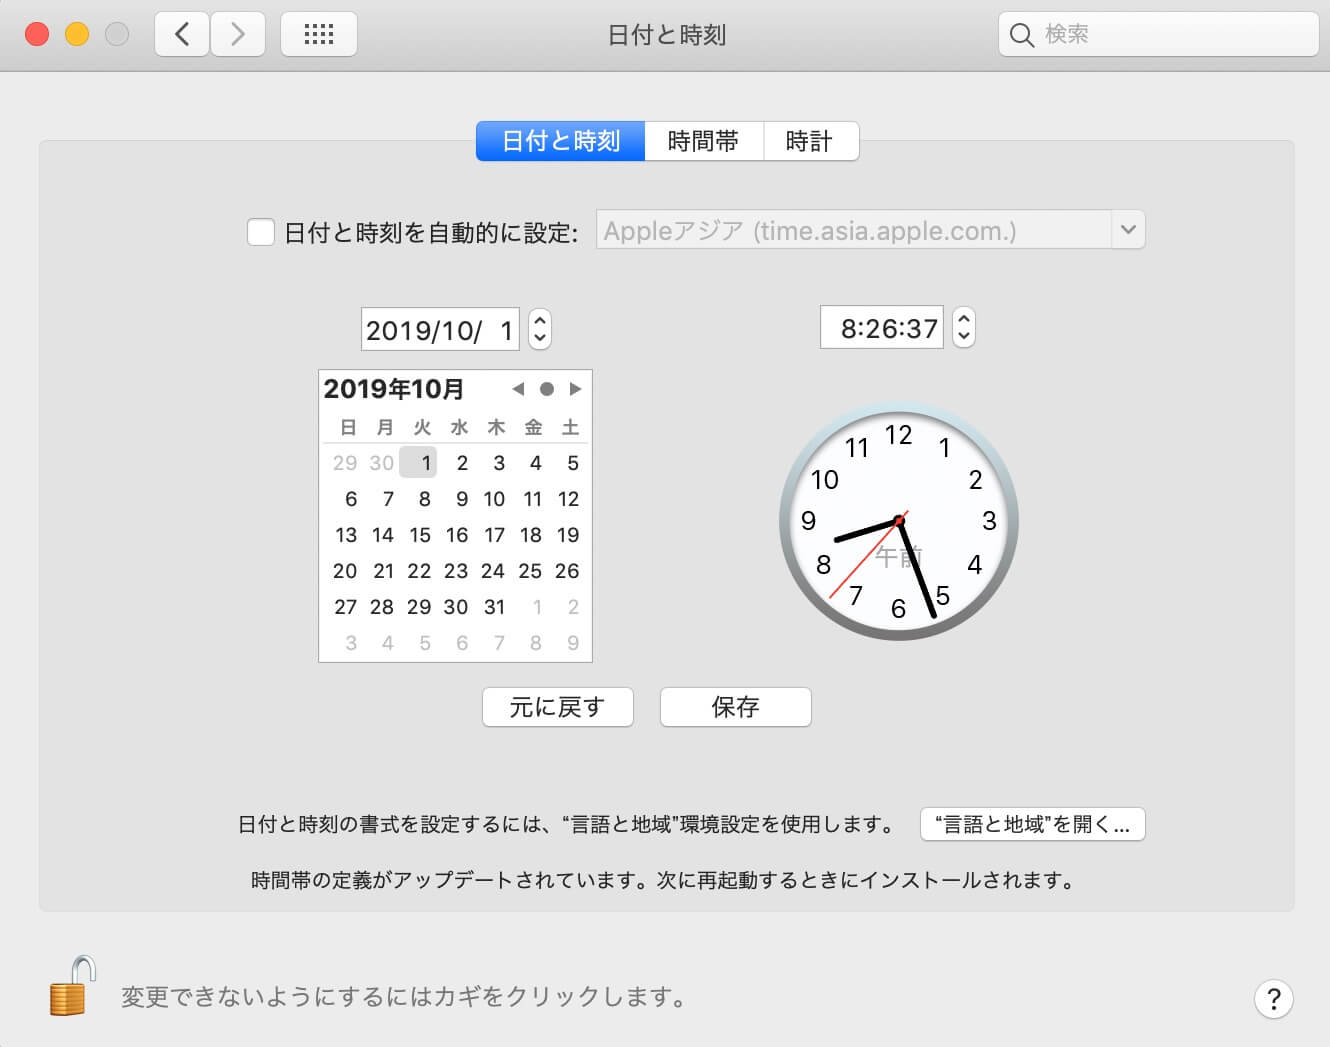 日付と時刻
検索
日付と時刻 時間帯 時計
日付と時刻を自動的に設定: Appleアジア (time.asia.apple.com.)
2019/10/ 1
8:26:37
2019年10月
日 月 火 水 木 金 土
29 30 1 2 3 4 5
6 7 8 9 10 11 12
13 14 15 16 17 18 19
20 21 22 23 24 25 26
27 28 29 30 31 1 2
3 4 5 6 7 8 9
12
11 1
10 2
9 3
午前
8 4
7 5
6
元に戻す 保存
日付と時刻の書式を設定するには、“言語と地域”環境設定を使用します。 “言語と地域”を開く...
時間帯の定義がアップデートされています。次に再起動するときにインストールされます。
変更できないようにするにはカギをクリックします。
?